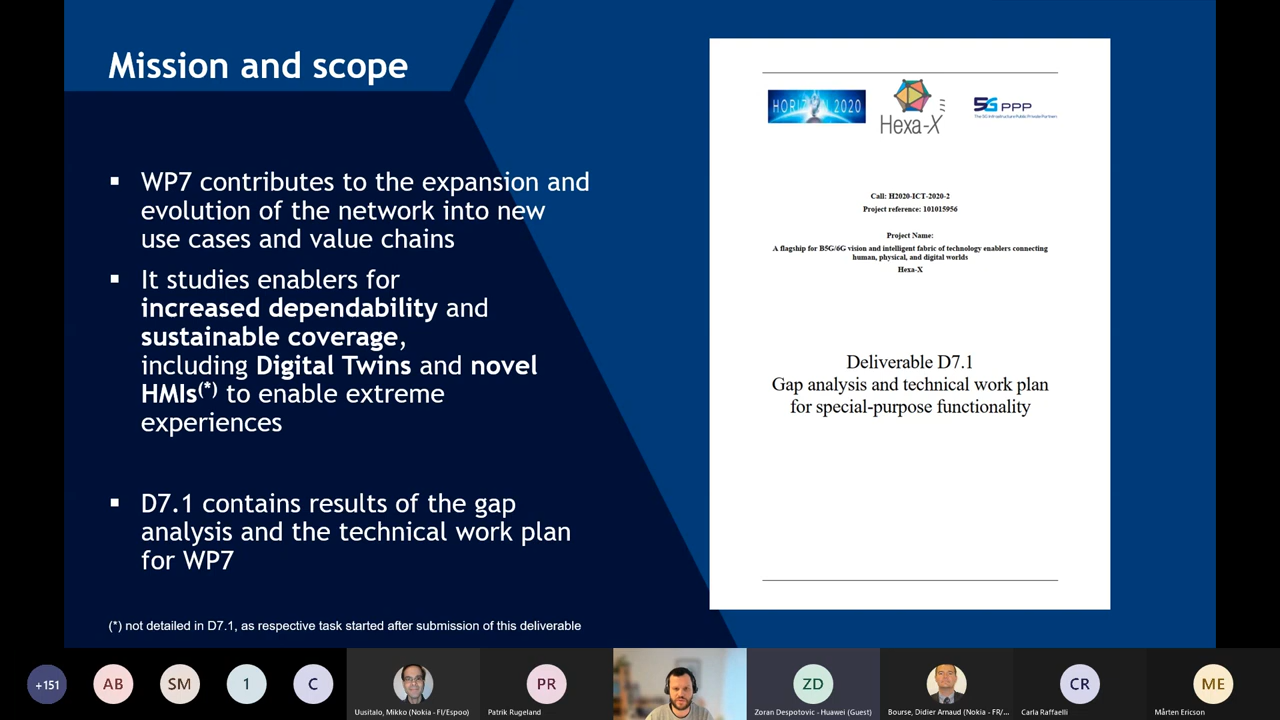 Mission and scope
WP7 contributes to the expansion and
evolution of the network into new
use cases and value chains
It studies enablers for
increased dependability and
sustainable coverage,
including Digital Twins and novel
HMIs(*) to enable extreme
experiences
D7.1 contains results of the gap
analysis and the technical work plan
for WP7
(*) not detailed in D7.1, as respective task started after submission of this deliverable
HORIZON 2020
Hexa-X
5G PPP
The 5G Infrastructure Public Private Partnership
Call: H2020-ICT-2020-2
Project reference: 101015956
Project Name:
A flagship for B5G/6G vision and intelligent fabric of technology enablers connecting
human, physical, and digital worlds
Hexa-X
Deliverable D7.1
Gap analysis and technical work plan
for special-purpose functionality
+151
AB
SM
1
C
Uusitalo, Mikko (Nokia - FI/Espoo)
PR
Patrik Rugeland
ZD
Zoran Despotovic - Huawei (Guest)
Bourse, Didier Arnaud (Nokia - FR/...
CR
Carla Raffaelli
ME
Mårten Ericson